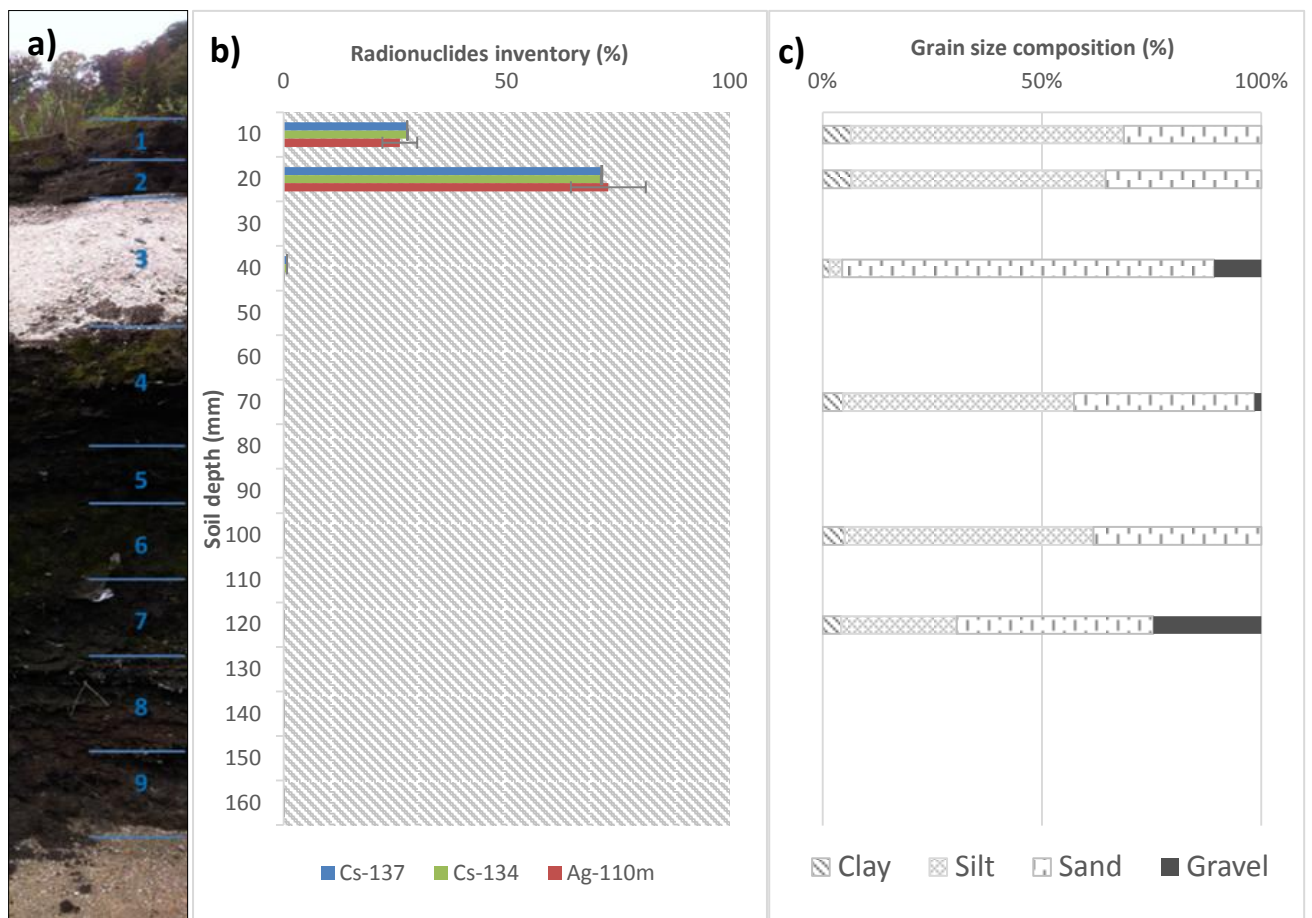 a)
1
2
3
4
5
6
7
8
9
b)
Radionuclides inventory (%)
0 50 100
Soil depth (mm)
10
20
30
40
50
60
70
80
90
100
110
120
130
140
150
160
Cs-137 Cs-134 Ag-110m
c)
Grain size composition (%)
0% 50% 100%
Clay Silt Sand Gravel